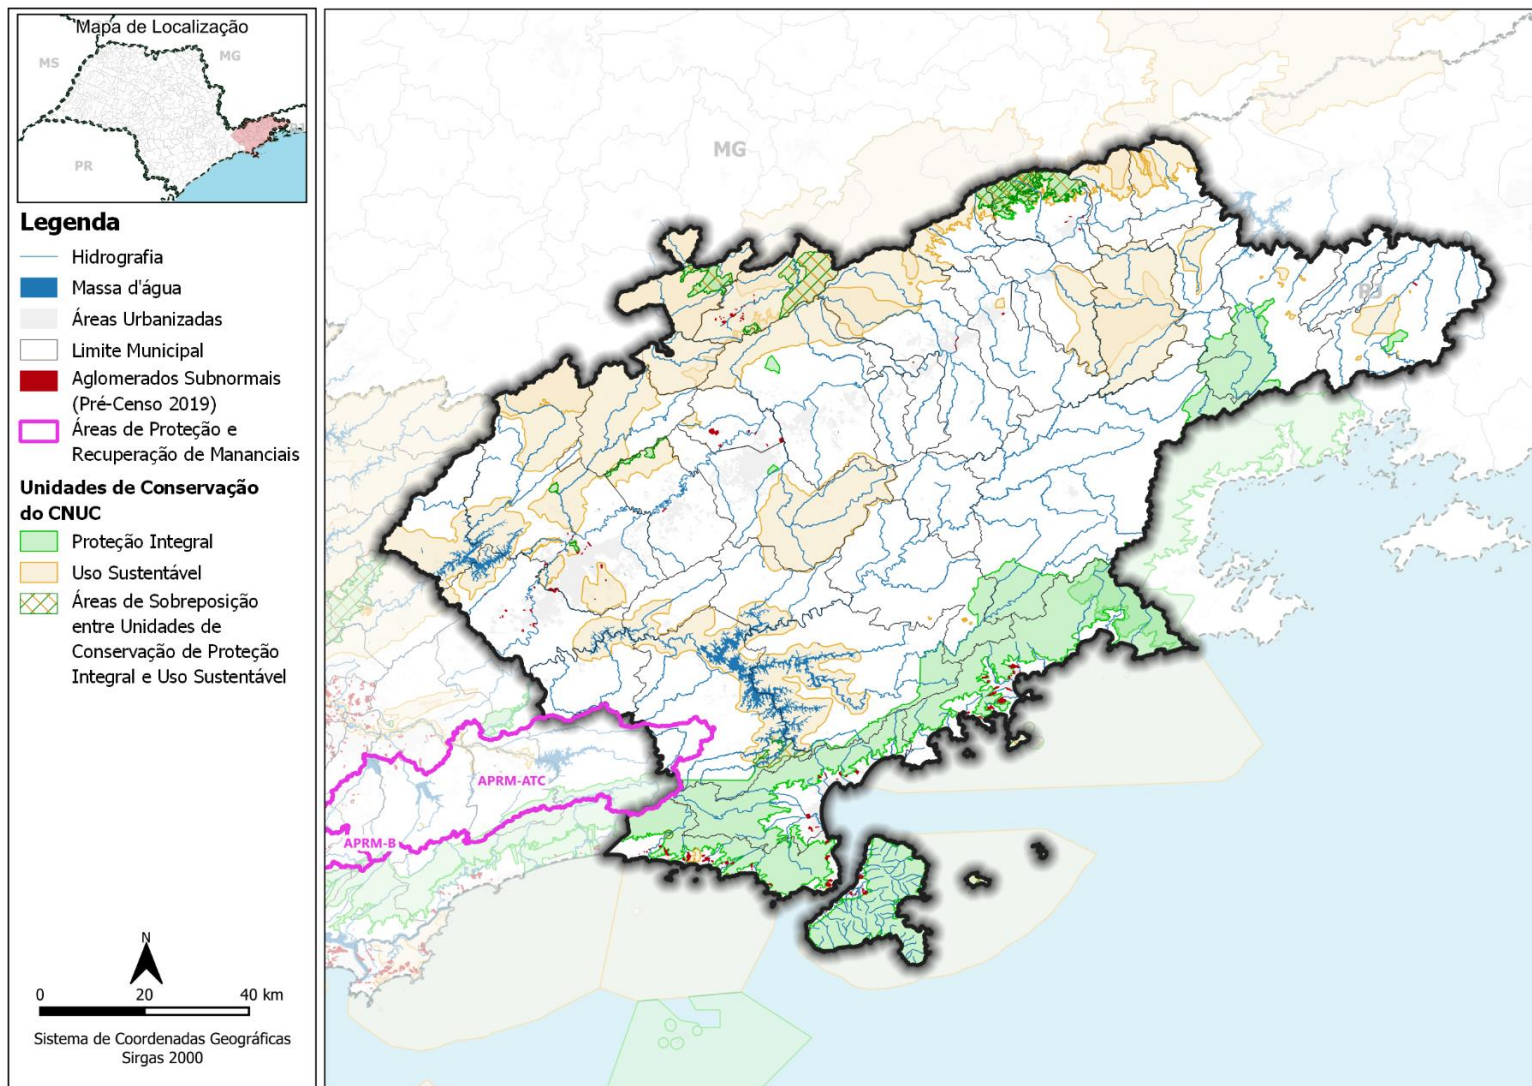 Mapa de Localização
MS
MG
PR
Legenda
Hidrografia
Massa d'água
Áreas Urbanizadas
Limite Municipal
Aglomerados Subnormais
(Pré-Censo 2019)
Áreas de Proteção e
Recuperação de Mananciais
Unidades de Conservação
do CNUC
Proteção Integral
Uso Sustentável
Áreas de Sobreposição
entre Unidades de
Conservação de Proteção
Integral e Uso Sustentável
N
0 20 40 km
Sistema de Coordenadas Geográficas
Sirgas 2000
MG
RJ
APRM-ATC
APRM-B